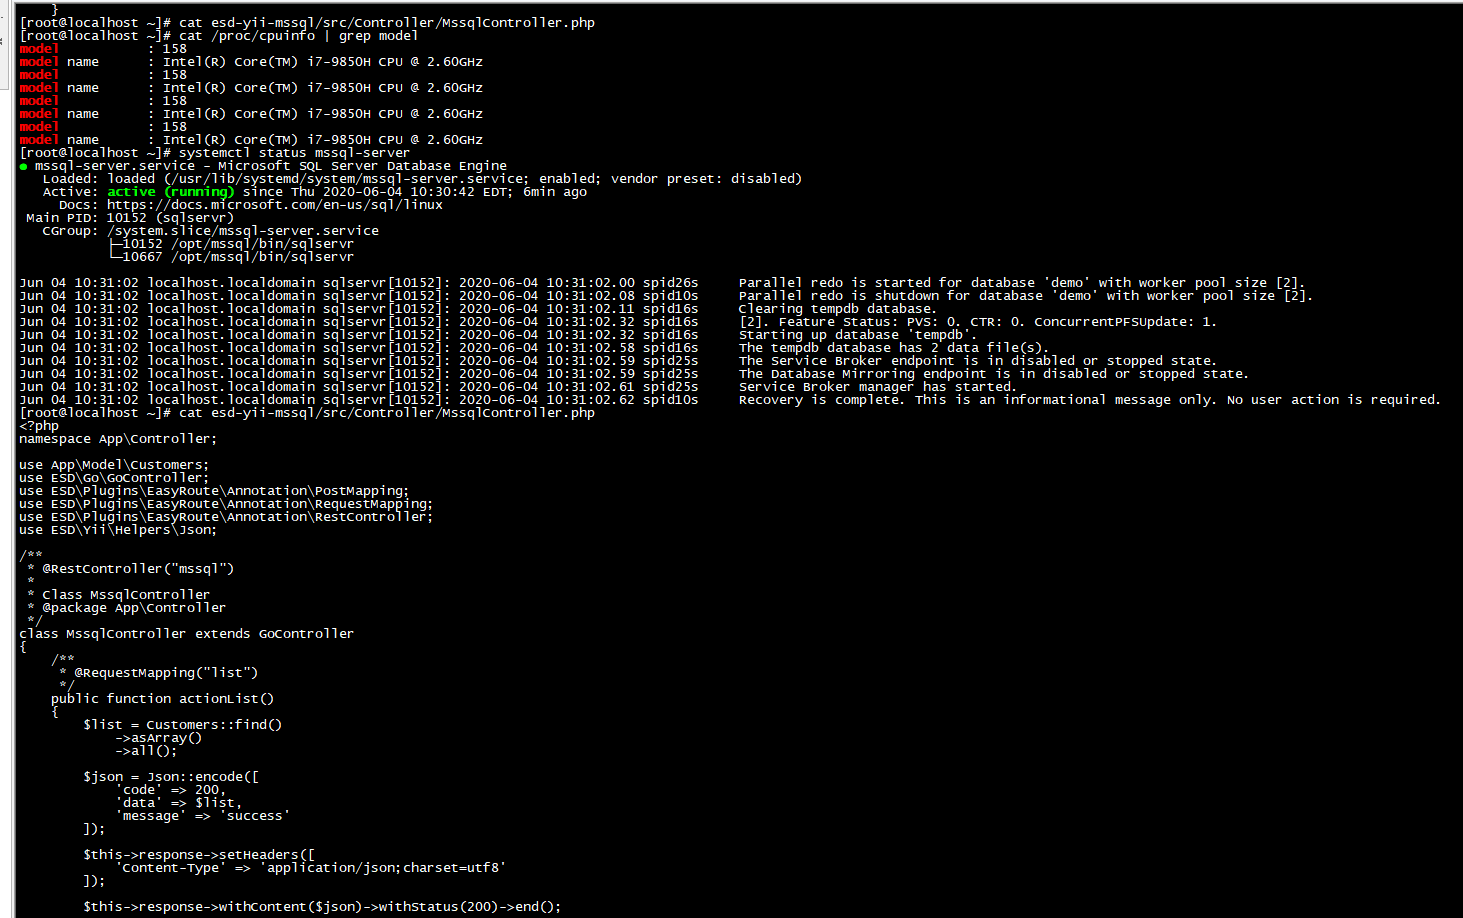 }
[root@localhost ~]# cat esd-yii-mssql/src/Controller/MssqlController.php
[root@localhost ~]# cat /proc/cpuinfo | grep model
model           : 158
model name      : Intel(R) Core(TM) i7-9850H CPU @ 2.60GHz
model           : 158
model name      : Intel(R) Core(TM) i7-9850H CPU @ 2.60GHz
model           : 158
model name      : Intel(R) Core(TM) i7-9850H CPU @ 2.60GHz
model           : 158
model name      : Intel(R) Core(TM) i7-9850H CPU @ 2.60GHz
[root@localhost ~]# systemctl status mssql-server
● mssql-server.service - Microsoft SQL Server Database Engine
   Loaded: loaded (/usr/lib/systemd/system/mssql-server.service; enabled; vendor preset: disabled)
   Active: active (running) since Thu 2020-06-04 10:30:42 EDT; 6min ago
     Docs: https://docs.microsoft.com/en-us/sql/linux
 Main PID: 10152 (sqlservr)
   CGroup: /system.slice/mssql-server.service
           ├─10152 /opt/mssql/bin/sqlservr
           └─10667 /opt/mssql/bin/sqlservr

Jun 04 10:31:02 localhost.localdomain sqlservr[10152]: 2020-06-04 10:31:02.00 spid26s     Parallel redo is started for database 'demo' with worker pool size [2].
Jun 04 10:31:02 localhost.localdomain sqlservr[10152]: 2020-06-04 10:31:02.08 spid10s     Parallel redo is shutdown for database 'demo' with worker pool size [2].
Jun 04 10:31:02 localhost.localdomain sqlservr[10152]: 2020-06-04 10:31:02.11 spid16s     Clearing tempdb database.
Jun 04 10:31:02 localhost.localdomain sqlservr[10152]: 2020-06-04 10:31:02.32 spid16s     [2]. Feature Status: PVS: 0. CTR: 0. ConcurrentPFSUpdate: 1.
Jun 04 10:31:02 localhost.localdomain sqlservr[10152]: 2020-06-04 10:31:02.32 spid16s     Starting up database 'tempdb'.
Jun 04 10:31:02 localhost.localdomain sqlservr[10152]: 2020-06-04 10:31:02.58 spid16s     The tempdb database has 2 data file(s).
Jun 04 10:31:02 localhost.localdomain sqlservr[10152]: 2020-06-04 10:31:02.59 spid25s     The Service Broker endpoint is in disabled or stopped state.
Jun 04 10:31:02 localhost.localdomain sqlservr[10152]: 2020-06-04 10:31:02.59 spid25s     The Database Mirroring endpoint is in disabled or stopped state.
Jun 04 10:31:02 localhost.localdomain sqlservr[10152]: 2020-06-04 10:31:02.61 spid25s     Service Broker manager has started.
Jun 04 10:31:02 localhost.localdomain sqlservr[10152]: 2020-06-04 10:31:02.62 spid10s     Recovery is complete. This is an informational message only. No user action is required.
[root@localhost ~]# cat esd-yii-mssql/src/Controller/MssqlController.php
<?php
namespace App\Controller;

use App\Model\Customers;
use ESD\Go\GoController;
use ESD\Plugins\EasyRoute\Annotation\PostMapping;
use ESD\Plugins\EasyRoute\Annotation\RequestMapping;
use ESD\Plugins\EasyRoute\Annotation\RestController;
use ESD\Yii\Helpers\Json;

/**
 * @RestController("mssql")
 *
 * Class MssqlController
 * @package App\Controller
 */
class MssqlController extends GoController
{
    /**
     * @RequestMapping("list")
     */
    public function actionList()
    {
        $list = Customers::find()
            ->asArray()
            ->all();

        $json = Json::encode([
            'code' => 200,
            'data' => $list,
            'message' => 'success'
        ]);

        $this->response->setHeaders([
            'Content-Type' => 'application/json;charset=utf8'
        ]);

        $this->response->withContent($json)->withStatus(200)->end();